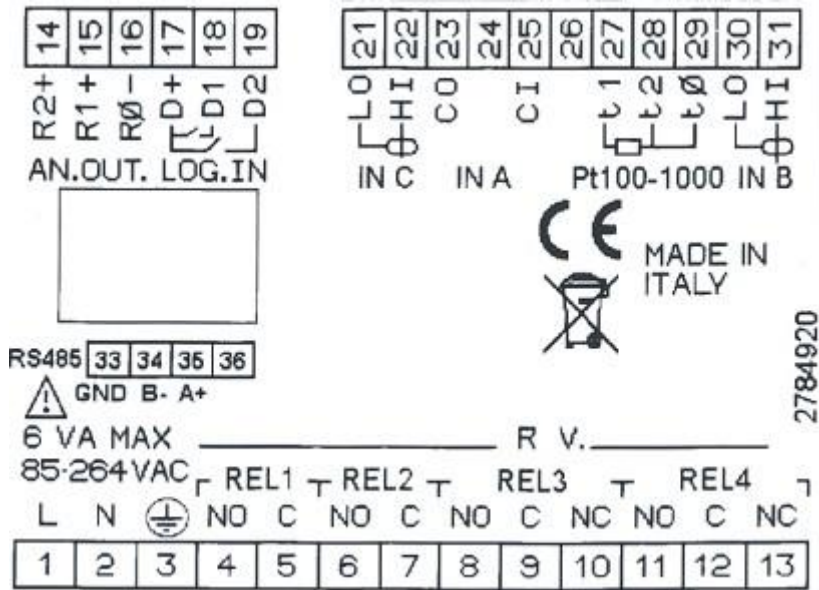 14 15 16 17 18 19
21 22 23 24 25 26 27 28 29 30 31
R2+ R1+ RØ- D+ D1 D2
LO HI CO CI t1 t2 tØ LO HI
AN.OUT. LOG.IN
IN C IN A Pt100-1000 IN B
CE
MADE IN
ITALY
2784920
RS485 33 34 35 36
GND B- A+
6 VA MAX R V.
85-264VAC REL1 REL2 REL3 REL4
L N NO C NO C NO C NC NO C NC
1 2 3 4 5 6 7 8 9 10 11 12 13